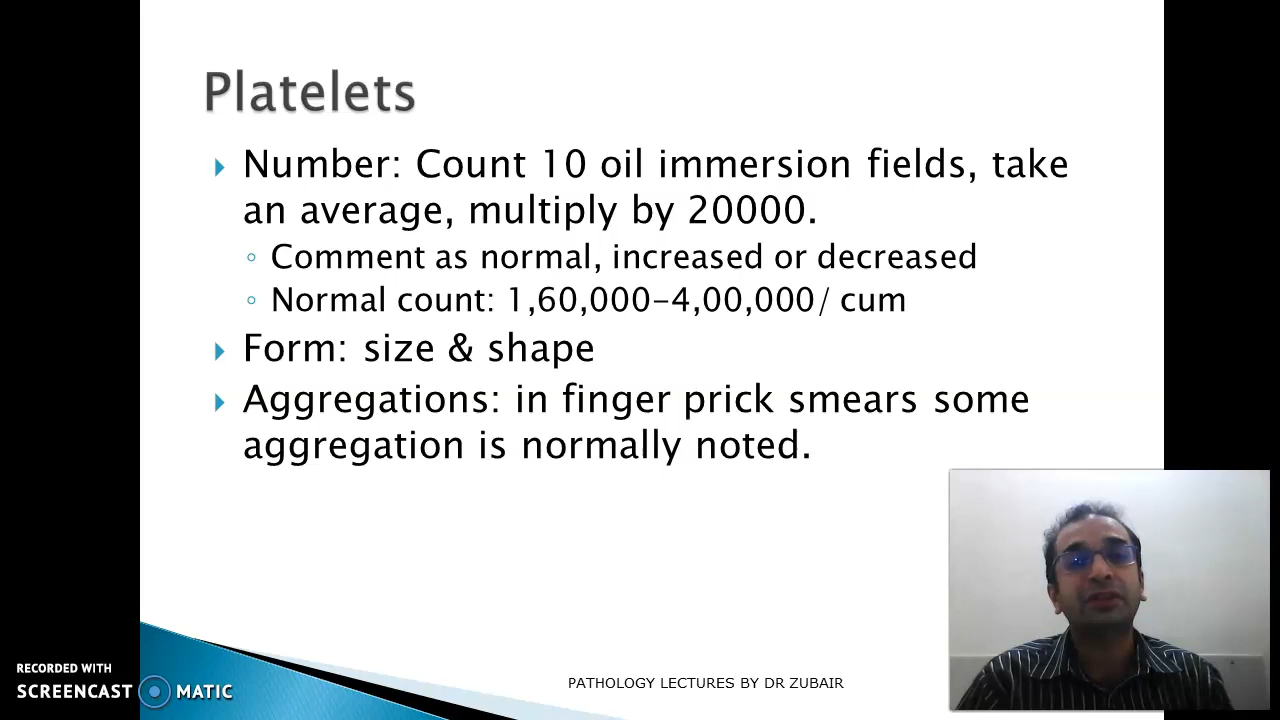 Platelets
Number: Count 10 oil immersion fields, take
an average, multiply by 20000.
Comment as normal, increased or decreased
Normal count: 1,60,000-4,00,000/ cum
Form: size & shape
Aggregations: in finger prick smears some
aggregation is normally noted.
PATHOLOGY LECTURES BY DR ZUBAIR
RECORDED WITH
SCREENCAST MATIC